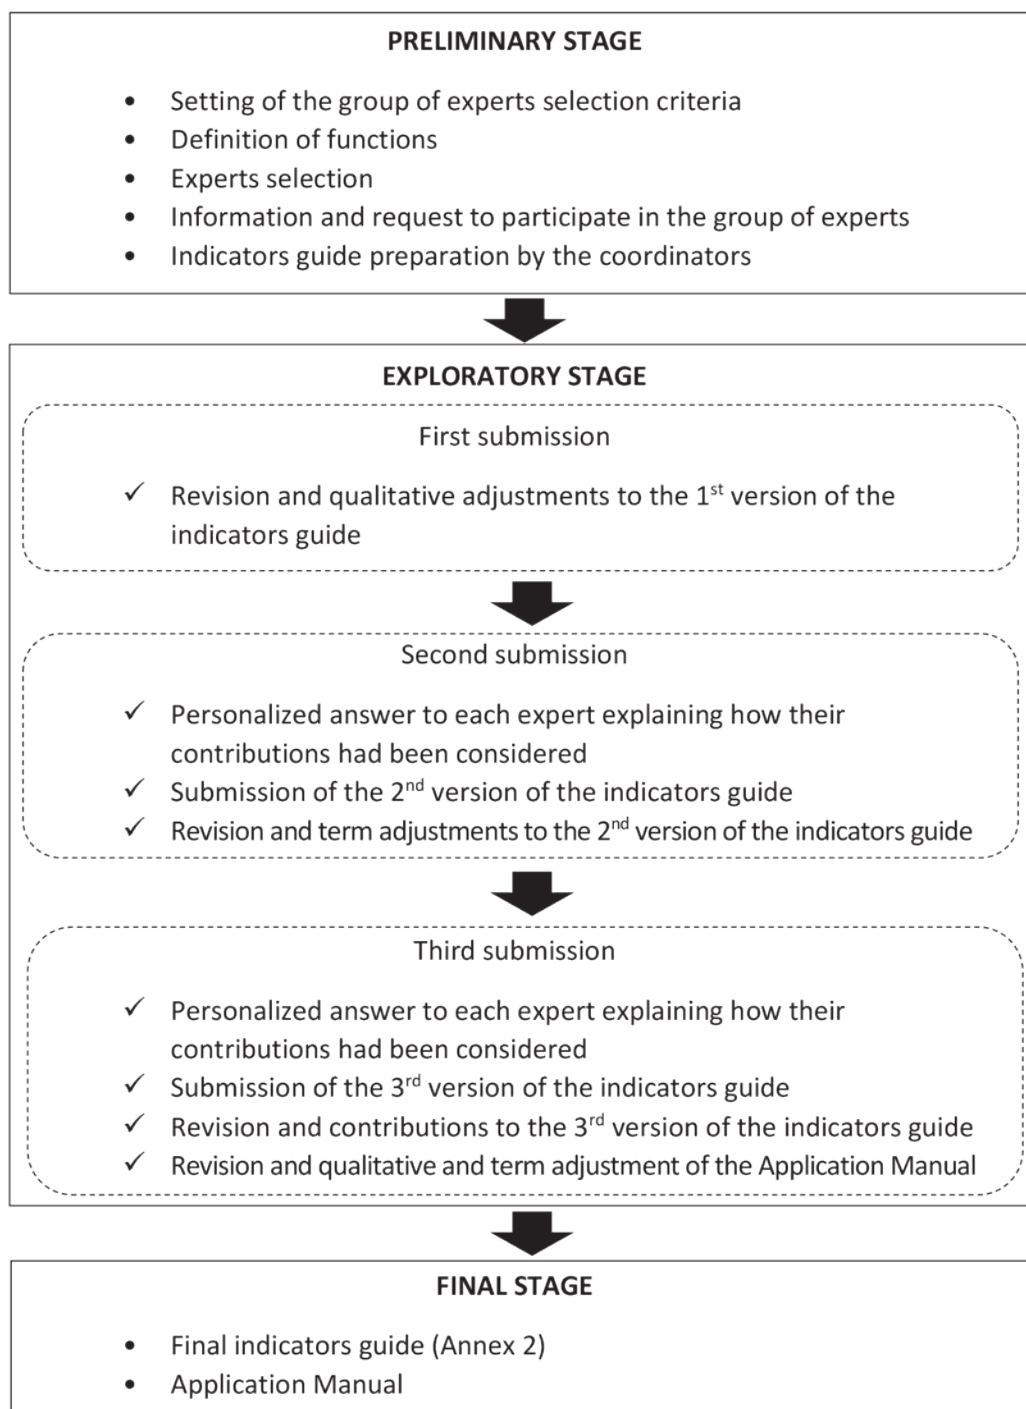 PRELIMINARY STAGE
• Setting of the group of experts selection criteria
• Definition of functions
• Experts selection
• Information and request to participate in the group of experts
• Indicators guide preparation by the coordinators
EXPLORATORY STAGE
First submission
✓ Revision and qualitative adjustments to the 1st version of the
indicators guide
Second submission
✓ Personalized answer to each expert explaining how their
contributions had been considered
✓ Submission of the 2nd version of the indicators guide
✓ Revision and term adjustments to the 2nd version of the indicators guide
Third submission
✓ Personalized answer to each expert explaining how their
contributions had been considered
✓ Submission of the 3rd version of the indicators guide
✓ Revision and contributions to the 3rd version of the indicators guide
✓ Revision and qualitative and term adjustment of the Application Manual
FINAL STAGE
• Final indicators guide (Annex 2)
• Application Manual